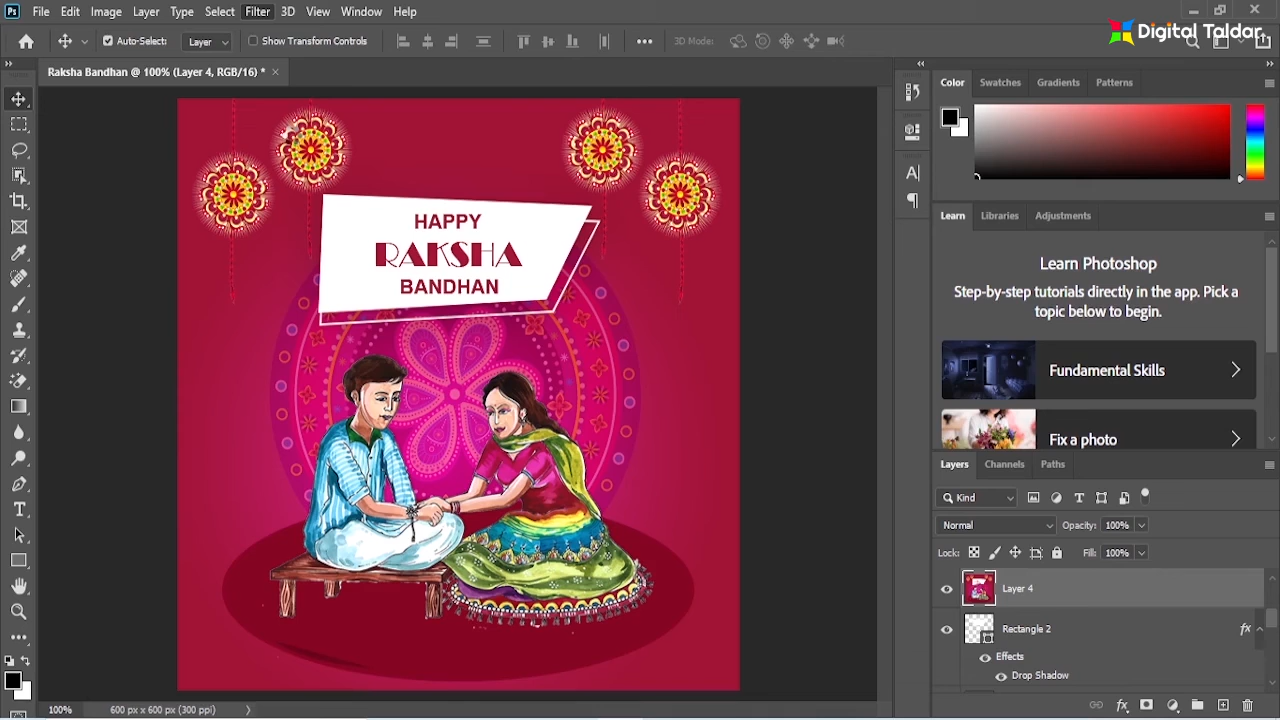 Ps File Edit Image Layer Type Select Filter 3D View Window Help
Digital Taldar
Auto-Select: Layer Show Transform Controls 3D Mode:
Raksha Bandhan @ 100% (Layer 4, RGB/16) *
HAPPY
RAKSHA
BANDHAN
Color Swatches Gradients Patterns
Learn Libraries Adjustments
Learn Photoshop
Step-by-step tutorials directly in the app. Pick a
topic below to begin.
Fundamental Skills
Fix a photo
Layers Channels Paths
Kind
Normal Opacity: 100%
Lock: Fill: 100%
Layer 4
Rectangle 2 fx
Effects
Drop Shadow
100% 600 px x 600 px (300 ppi)